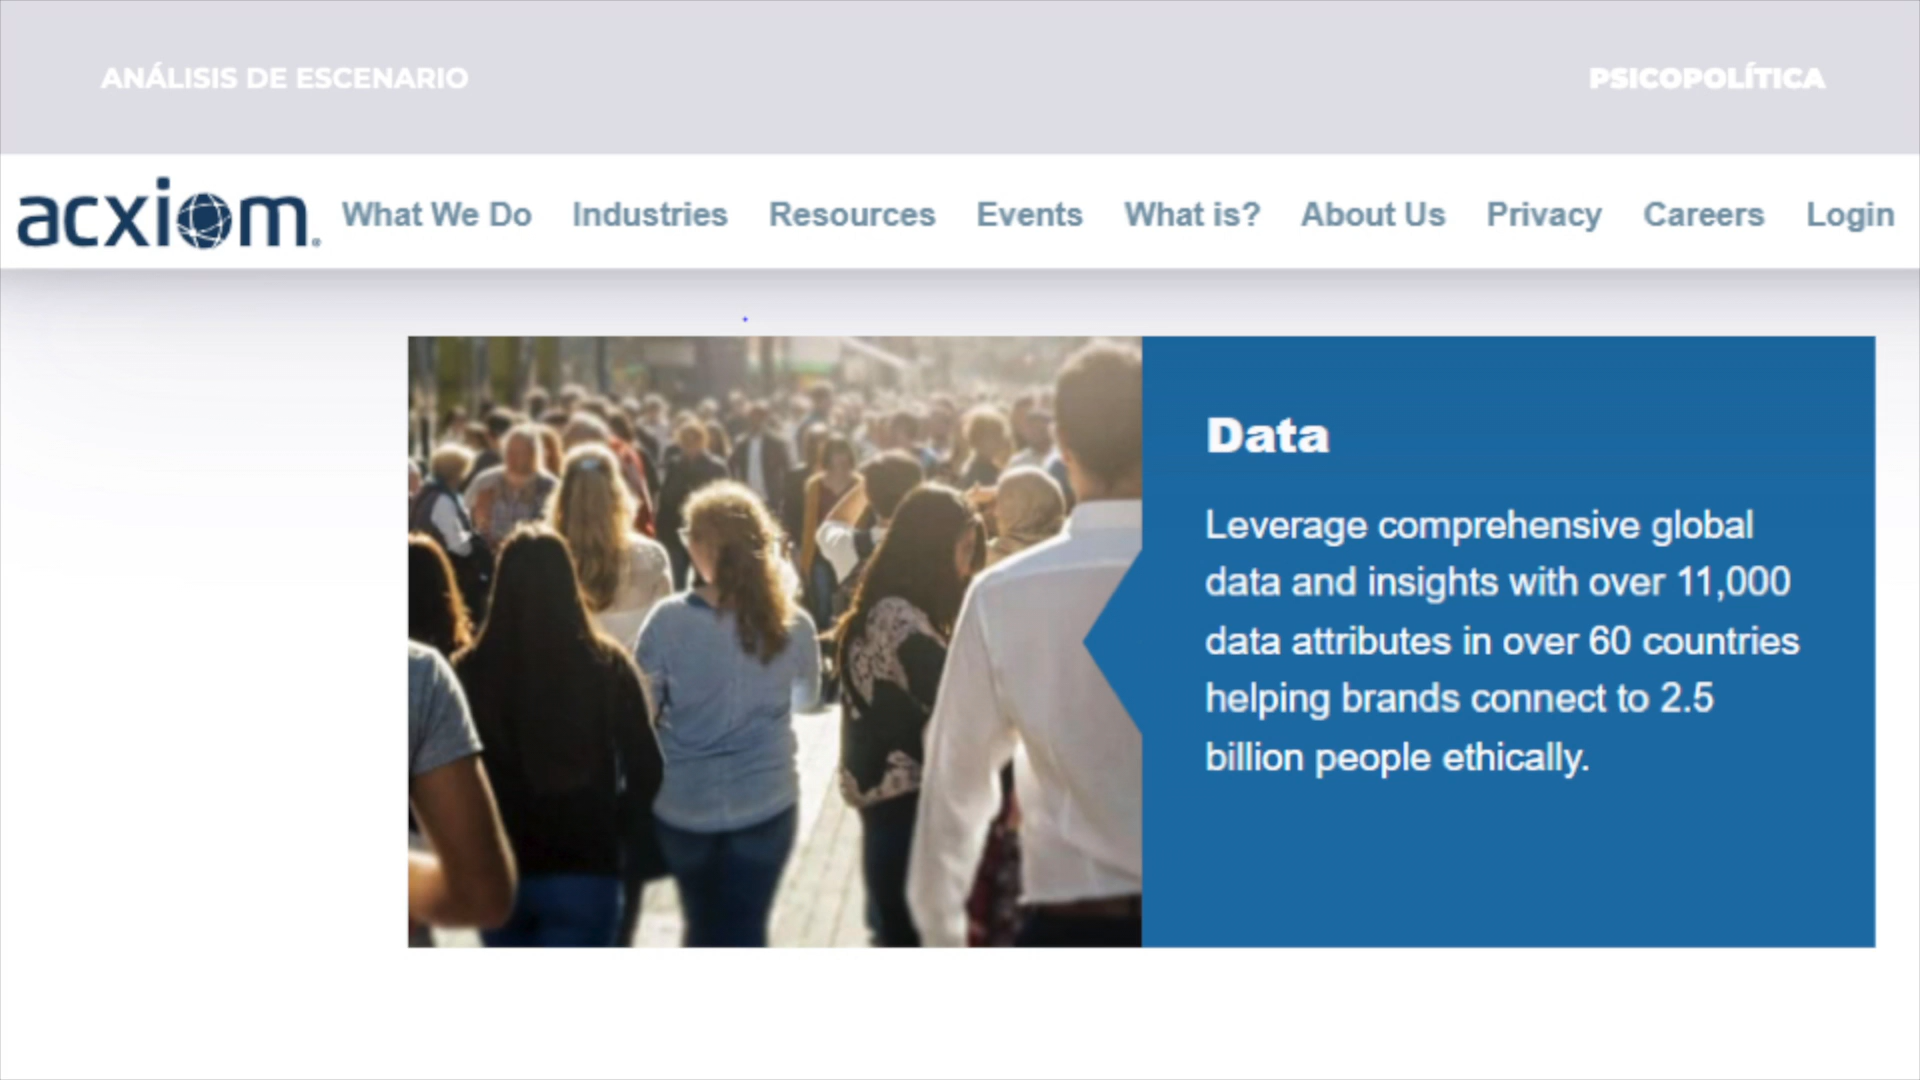 ANÁLISIS DE ESCENARIO
PSICOPOLÍTICA
acxiom What We Do Industries Resources Events What is? About Us Privacy Careers Login
Data
Leverage comprehensive global
data and insights with over 11,000
data attributes in over 60 countries
helping brands connect to 2.5
billion people ethically.